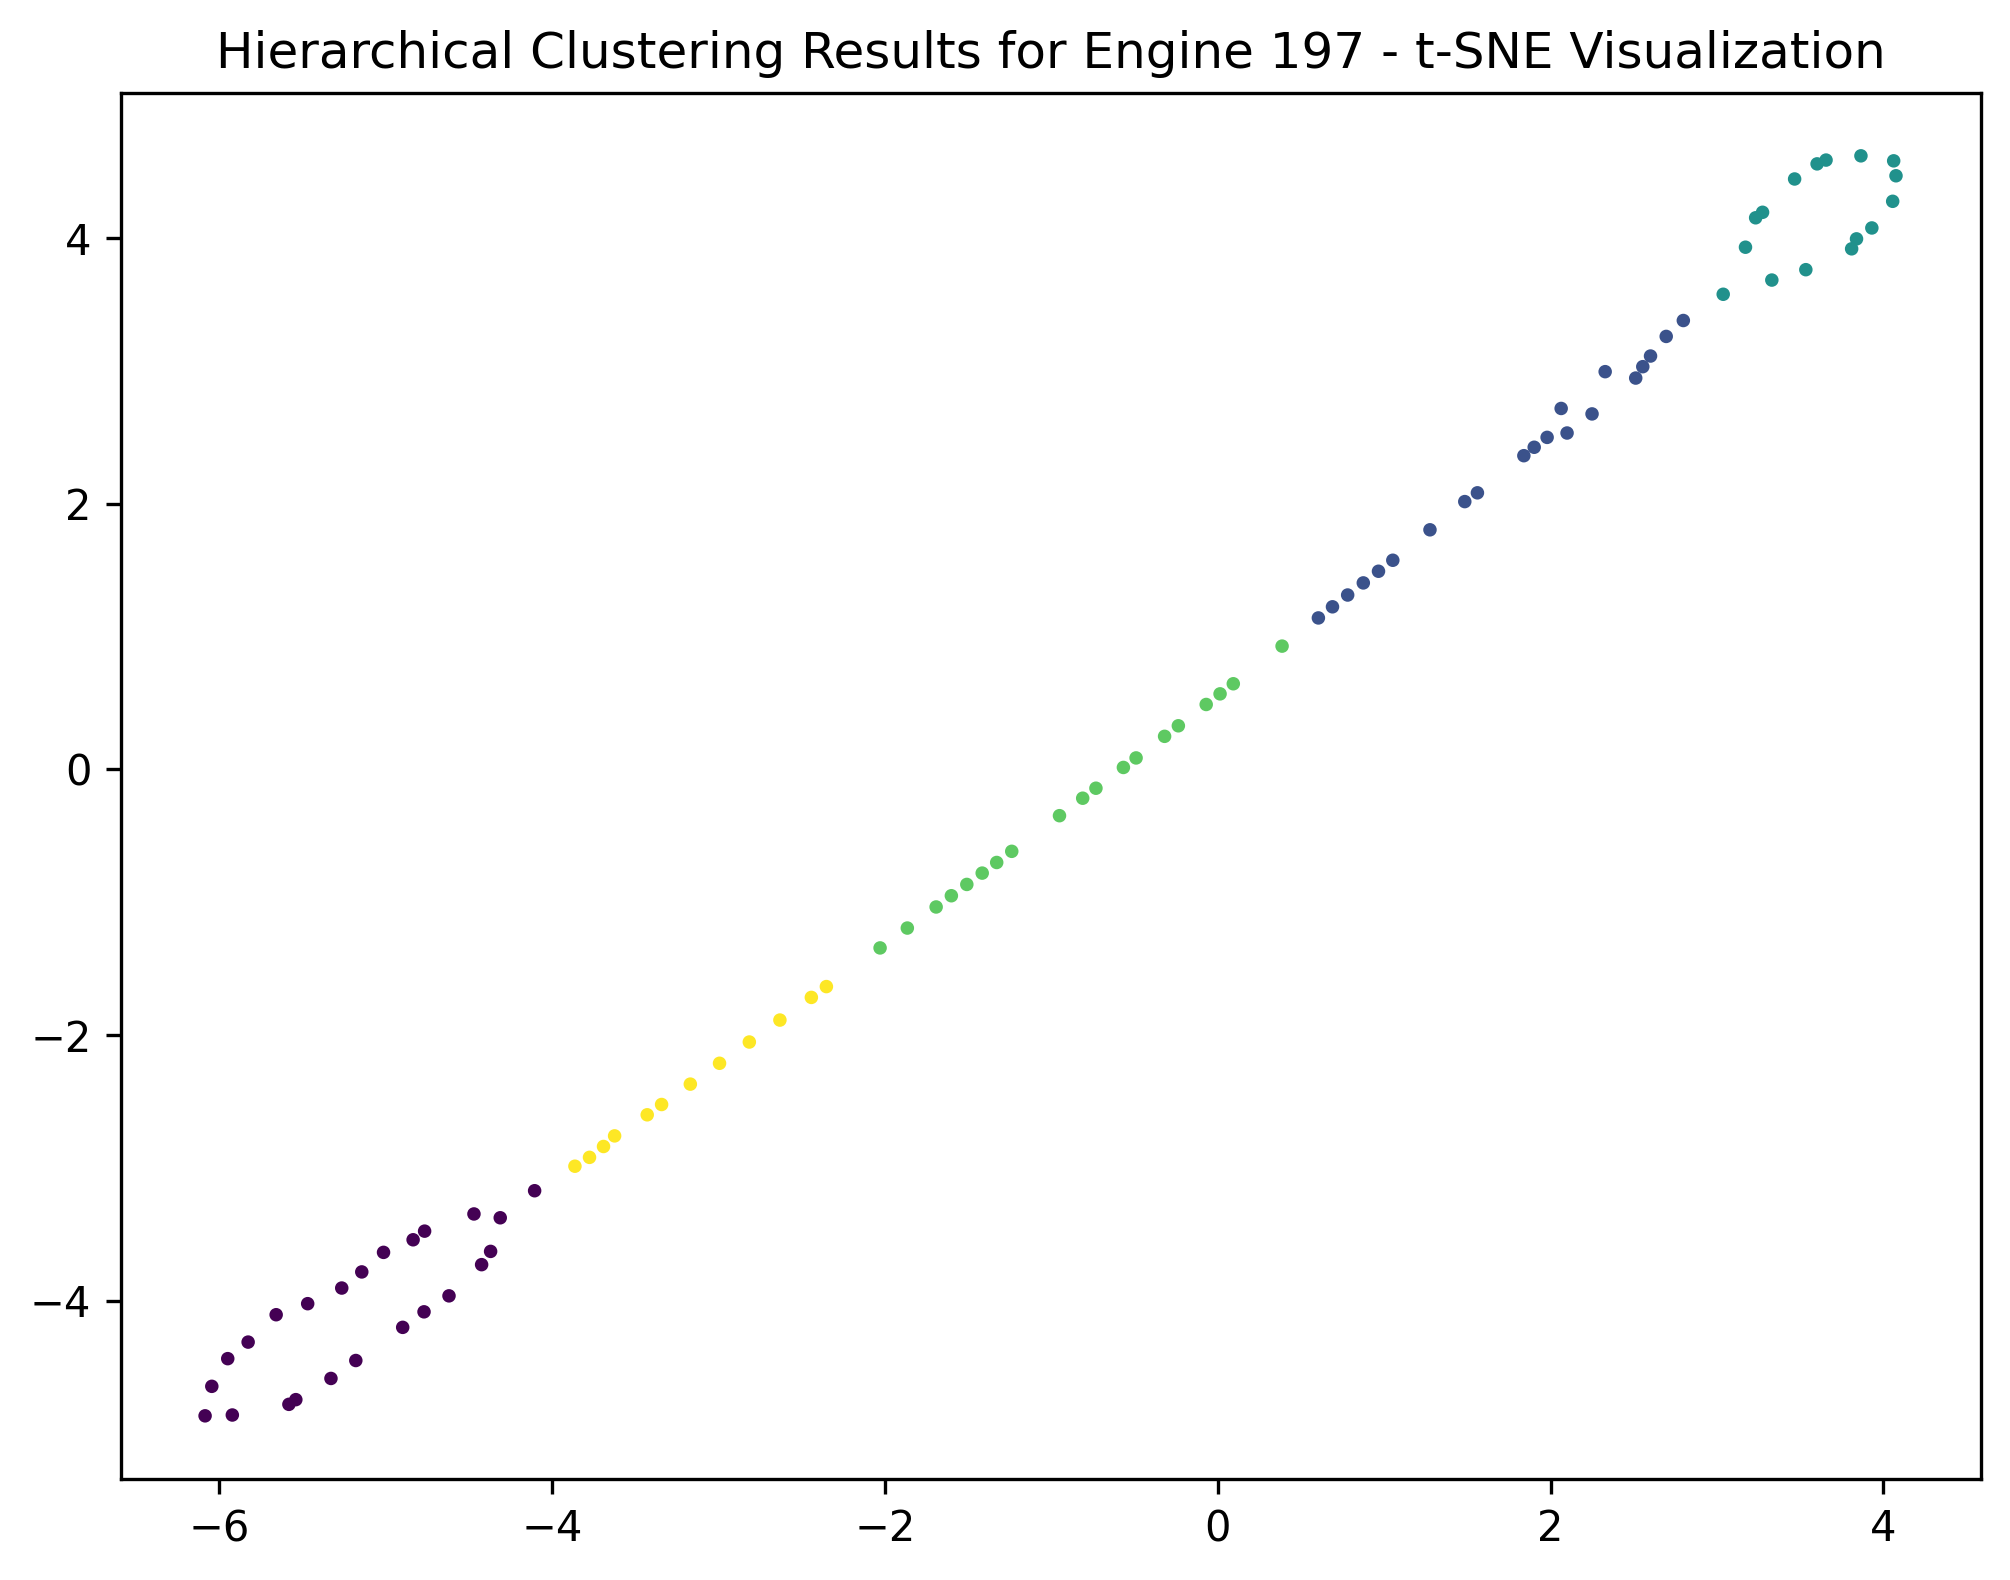 Hierarchical Clustering Results for Engine 197 - t-SNE Visualization
4
2
0
−2
−4
−6 −4 −2 0 2 4